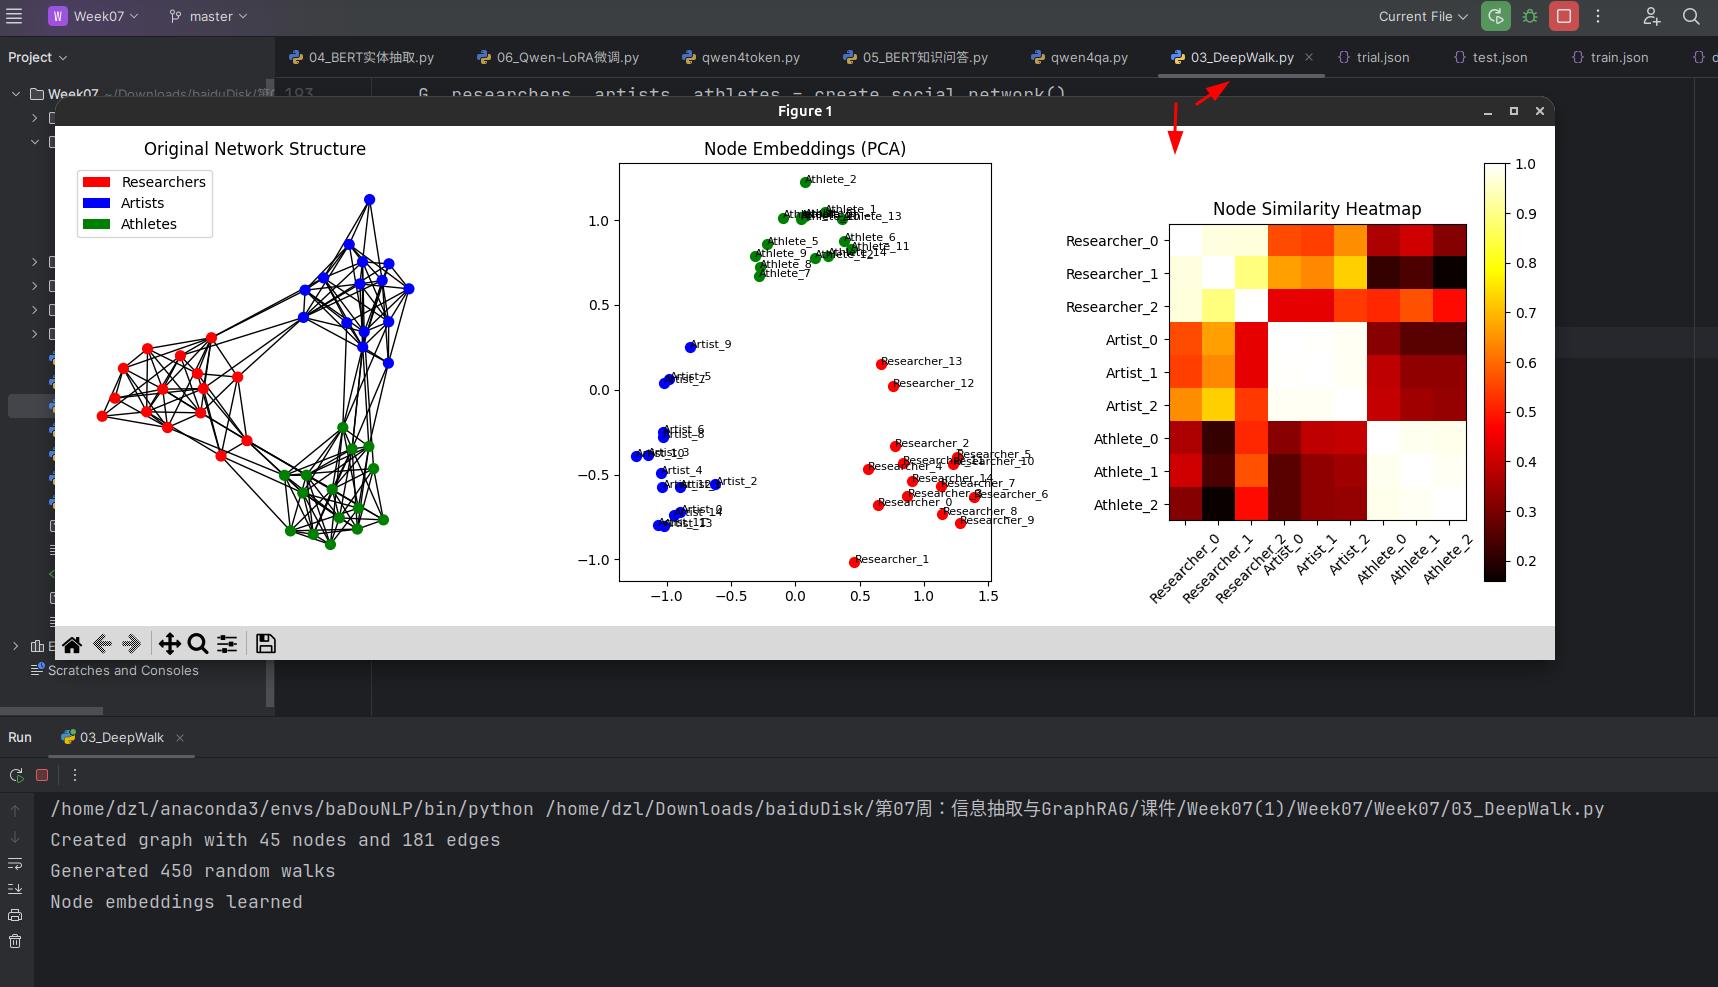 W Week07 master Current File
Project 04_BERT实体抽取.py 06_Qwen-LoRA微调.py qwen4token.py 05_BERT知识问答.py qwen4qa.py 03_DeepWalk.py trial.json test.json train.json
Week07 ~/Downloads/baiduDisk/第0 193 G, researchers, artists, athletes = create_social_network()
Figure 1
Original Network Structure
Researchers
Artists
Athletes
Node Embeddings (PCA)
Athlete_2
Athlete_1
Athlete_13
Athlete_6
Athlete_5
Athlete_11
Athlete_9
Athlete_14
Athlete_12
Athlete_8
Athlete_7
Artist_9
Artist_5
Researcher_13
Researcher_12
Artist_6
Artist_8
Artist_3
Artist_10
Artist_4
Artist_2
Artist_0
Artist_14
Artist_13
Researcher_2
Researcher_5
Researcher_10
Researcher_4
Researcher_14
Researcher_7
Researcher_6
Researcher_0
Researcher_8
Researcher_9
Researcher_1
1.0
0.5
0.0
−0.5
−1.0
−1.0 −0.5 0.0 0.5 1.0 1.5
Node Similarity Heatmap
Researcher_0
Researcher_1
Researcher_2
Artist_0
Artist_1
Artist_2
Athlete_0
Athlete_1
Athlete_2
Researcher_0 Researcher_1 Researcher_2 Artist_0 Artist_1 Artist_2 Athlete_0 Athlete_1 Athlete_2
1.0
0.9
0.8
0.7
0.6
0.5
0.4
0.3
0.2
Scratches and Consoles
Run 03_DeepWalk
/home/dzl/anaconda3/envs/baDouNLP/bin/python /home/dzl/Downloads/baiduDisk/第07周：信息抽取与GraphRAG/课件/Week07(1)/Week07/Week07/03_DeepWalk.py
Created graph with 45 nodes and 181 edges
Generated 450 random walks
Node embeddings learned